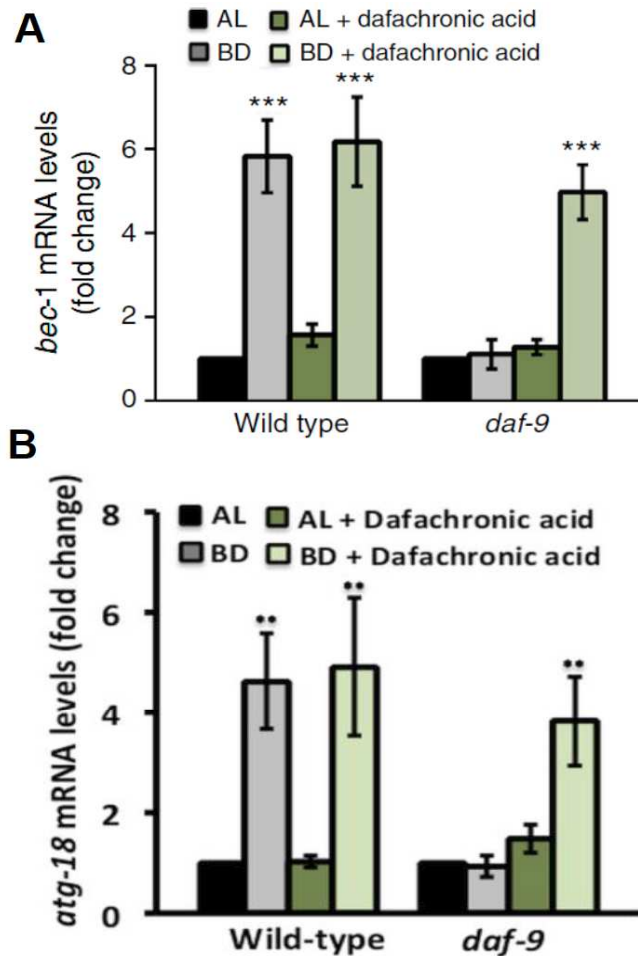 A
AL AL + dafachronic acid
BD BD + dafachronic acid
bec-1 mRNA levels
(fold change)
8
***
***
***
6
4
2
0
Wild type daf-9
B
atg-18 mRNA levels (fold change)
8
AL AL + Dafachronic acid
BD BD + Dafachronic acid
6
**
**
**
4
2
0
Wild-type daf-9